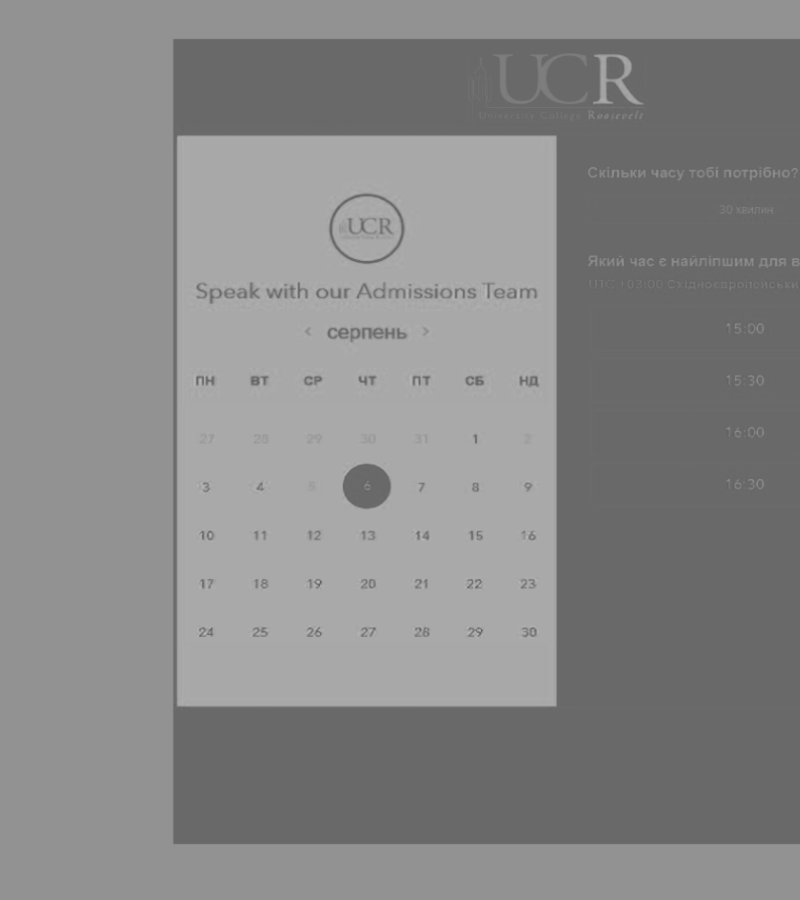 UCR
University College Roosevelt
UCR
Speak with our Admissions Team
‹ серпень ›
ПН ВТ СР ЧТ ПТ СБ НД
27 28 29 30 31 1 2
3 4 5 6 7 8 9
10 11 12 13 14 15 16
17 18 19 20 21 22 23
24 25 26 27 28 29 30
Скільки часу тобі потрібно?
30 хвилин
Який час є найліпшим для в
UTC +03:00 Східноєвропейськи
15:00
15:30
16:00
16:30